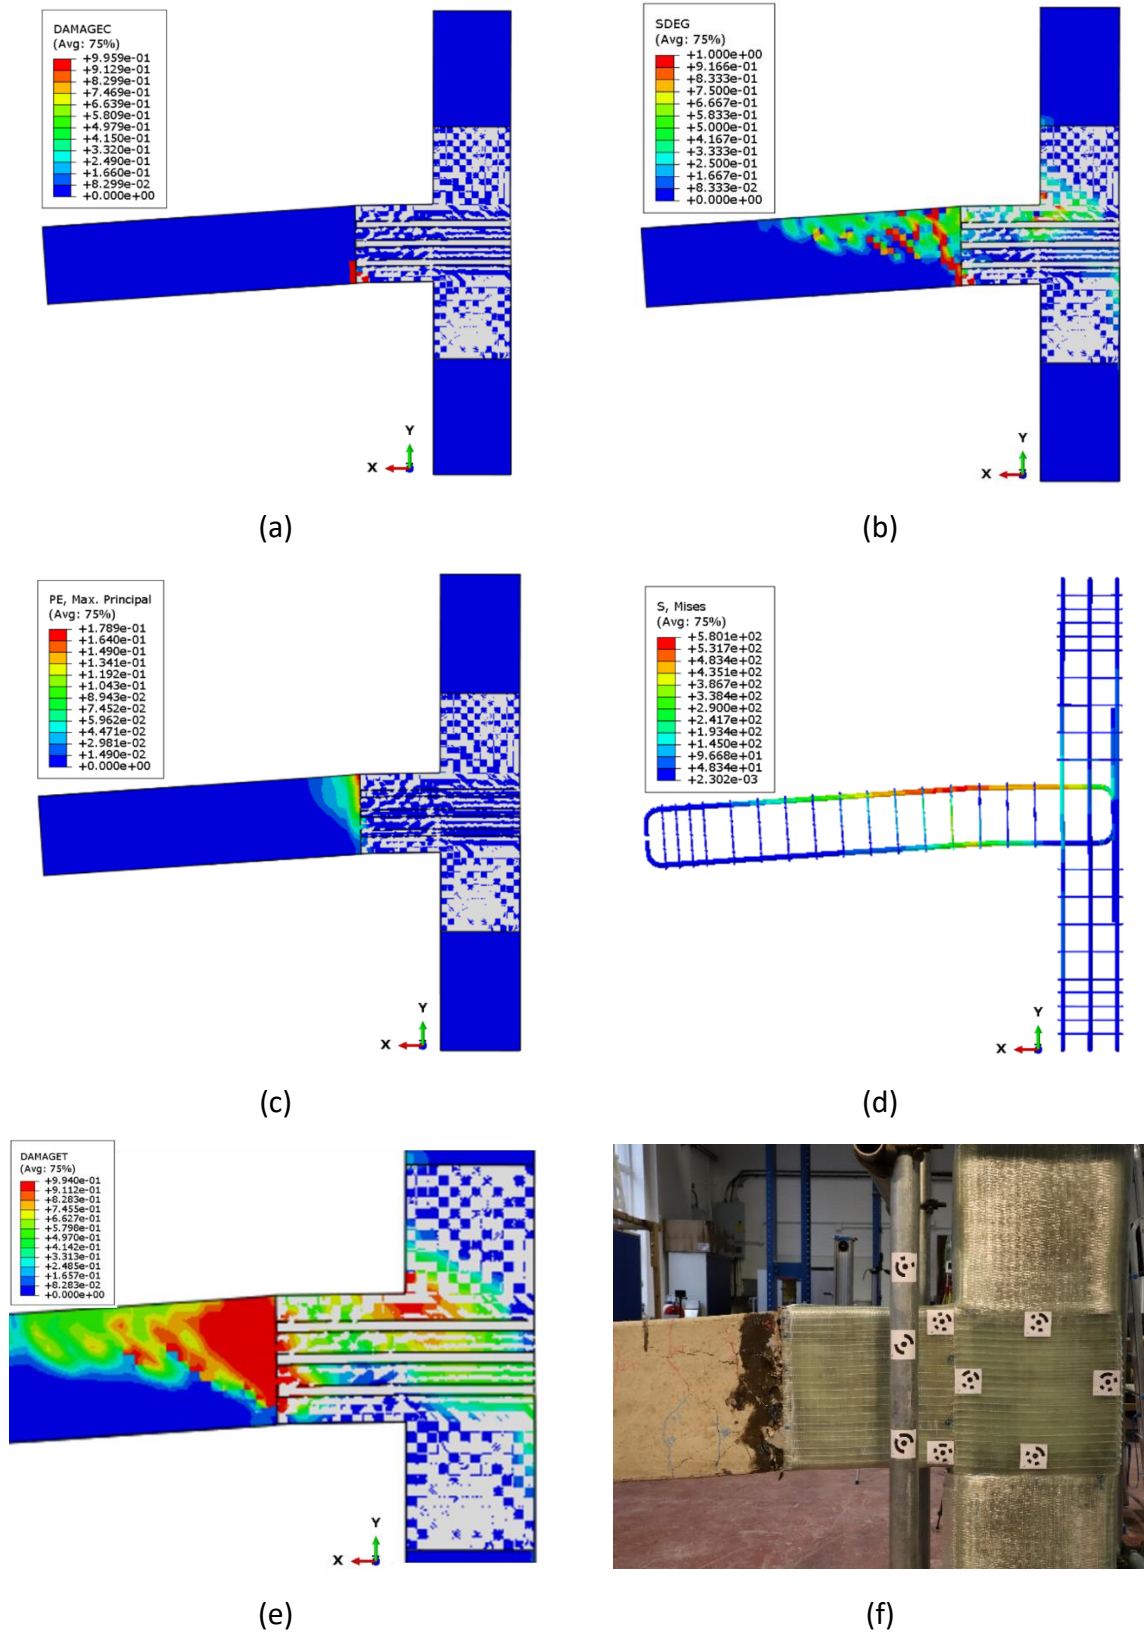 DAMAGEC
(Avg: 75%)
+9.959e-01
+9.129e-01
+8.299e-01
+7.469e-01
+6.639e-01
+5.809e-01
+4.979e-01
+4.150e-01
+3.320e-01
+2.490e-01
+1.660e-01
+8.299e-02
+0.000e+00
Y
X
(a)
SDEG
(Avg: 75%)
+1.000e+00
+9.166e-01
+8.333e-01
+7.500e-01
+6.667e-01
+5.833e-01
+5.000e-01
+4.167e-01
+3.333e-01
+2.500e-01
+1.667e-01
+8.333e-02
+0.000e+00
Y
X
(b)
PE, Max. Principal
(Avg: 75%)
+1.789e-01
+1.640e-01
+1.490e-01
+1.341e-01
+1.192e-01
+1.043e-01
+8.943e-02
+7.452e-02
+5.962e-02
+4.471e-02
+2.981e-02
+1.490e-02
+0.000e+00
Y
X
(c)
S, Mises
(Avg: 75%)
+5.801e+02
+5.317e+02
+4.834e+02
+4.351e+02
+3.867e+02
+3.384e+02
+2.900e+02
+2.417e+02
+1.934e+02
+1.450e+02
+9.668e+01
+4.834e+01
+2.302e-03
Y
X
(d)
DAMAGET
(Avg: 75%)
+9.940e-01
+9.112e-01
+8.283e-01
+7.455e-01
+6.627e-01
+5.798e-01
+4.970e-01
+4.142e-01
+3.313e-01
+2.485e-01
+1.657e-01
+8.283e-02
+0.000e+00
Y
X
(e)
(f)